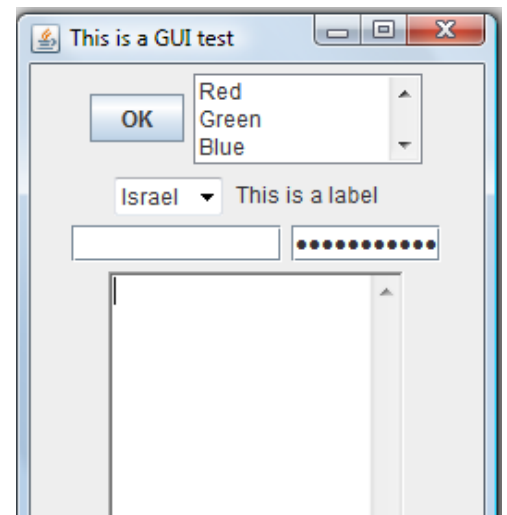 This is a GUI test
OK
Red
Green
Blue
Israel
This is a label
●●●●●●●●●●●